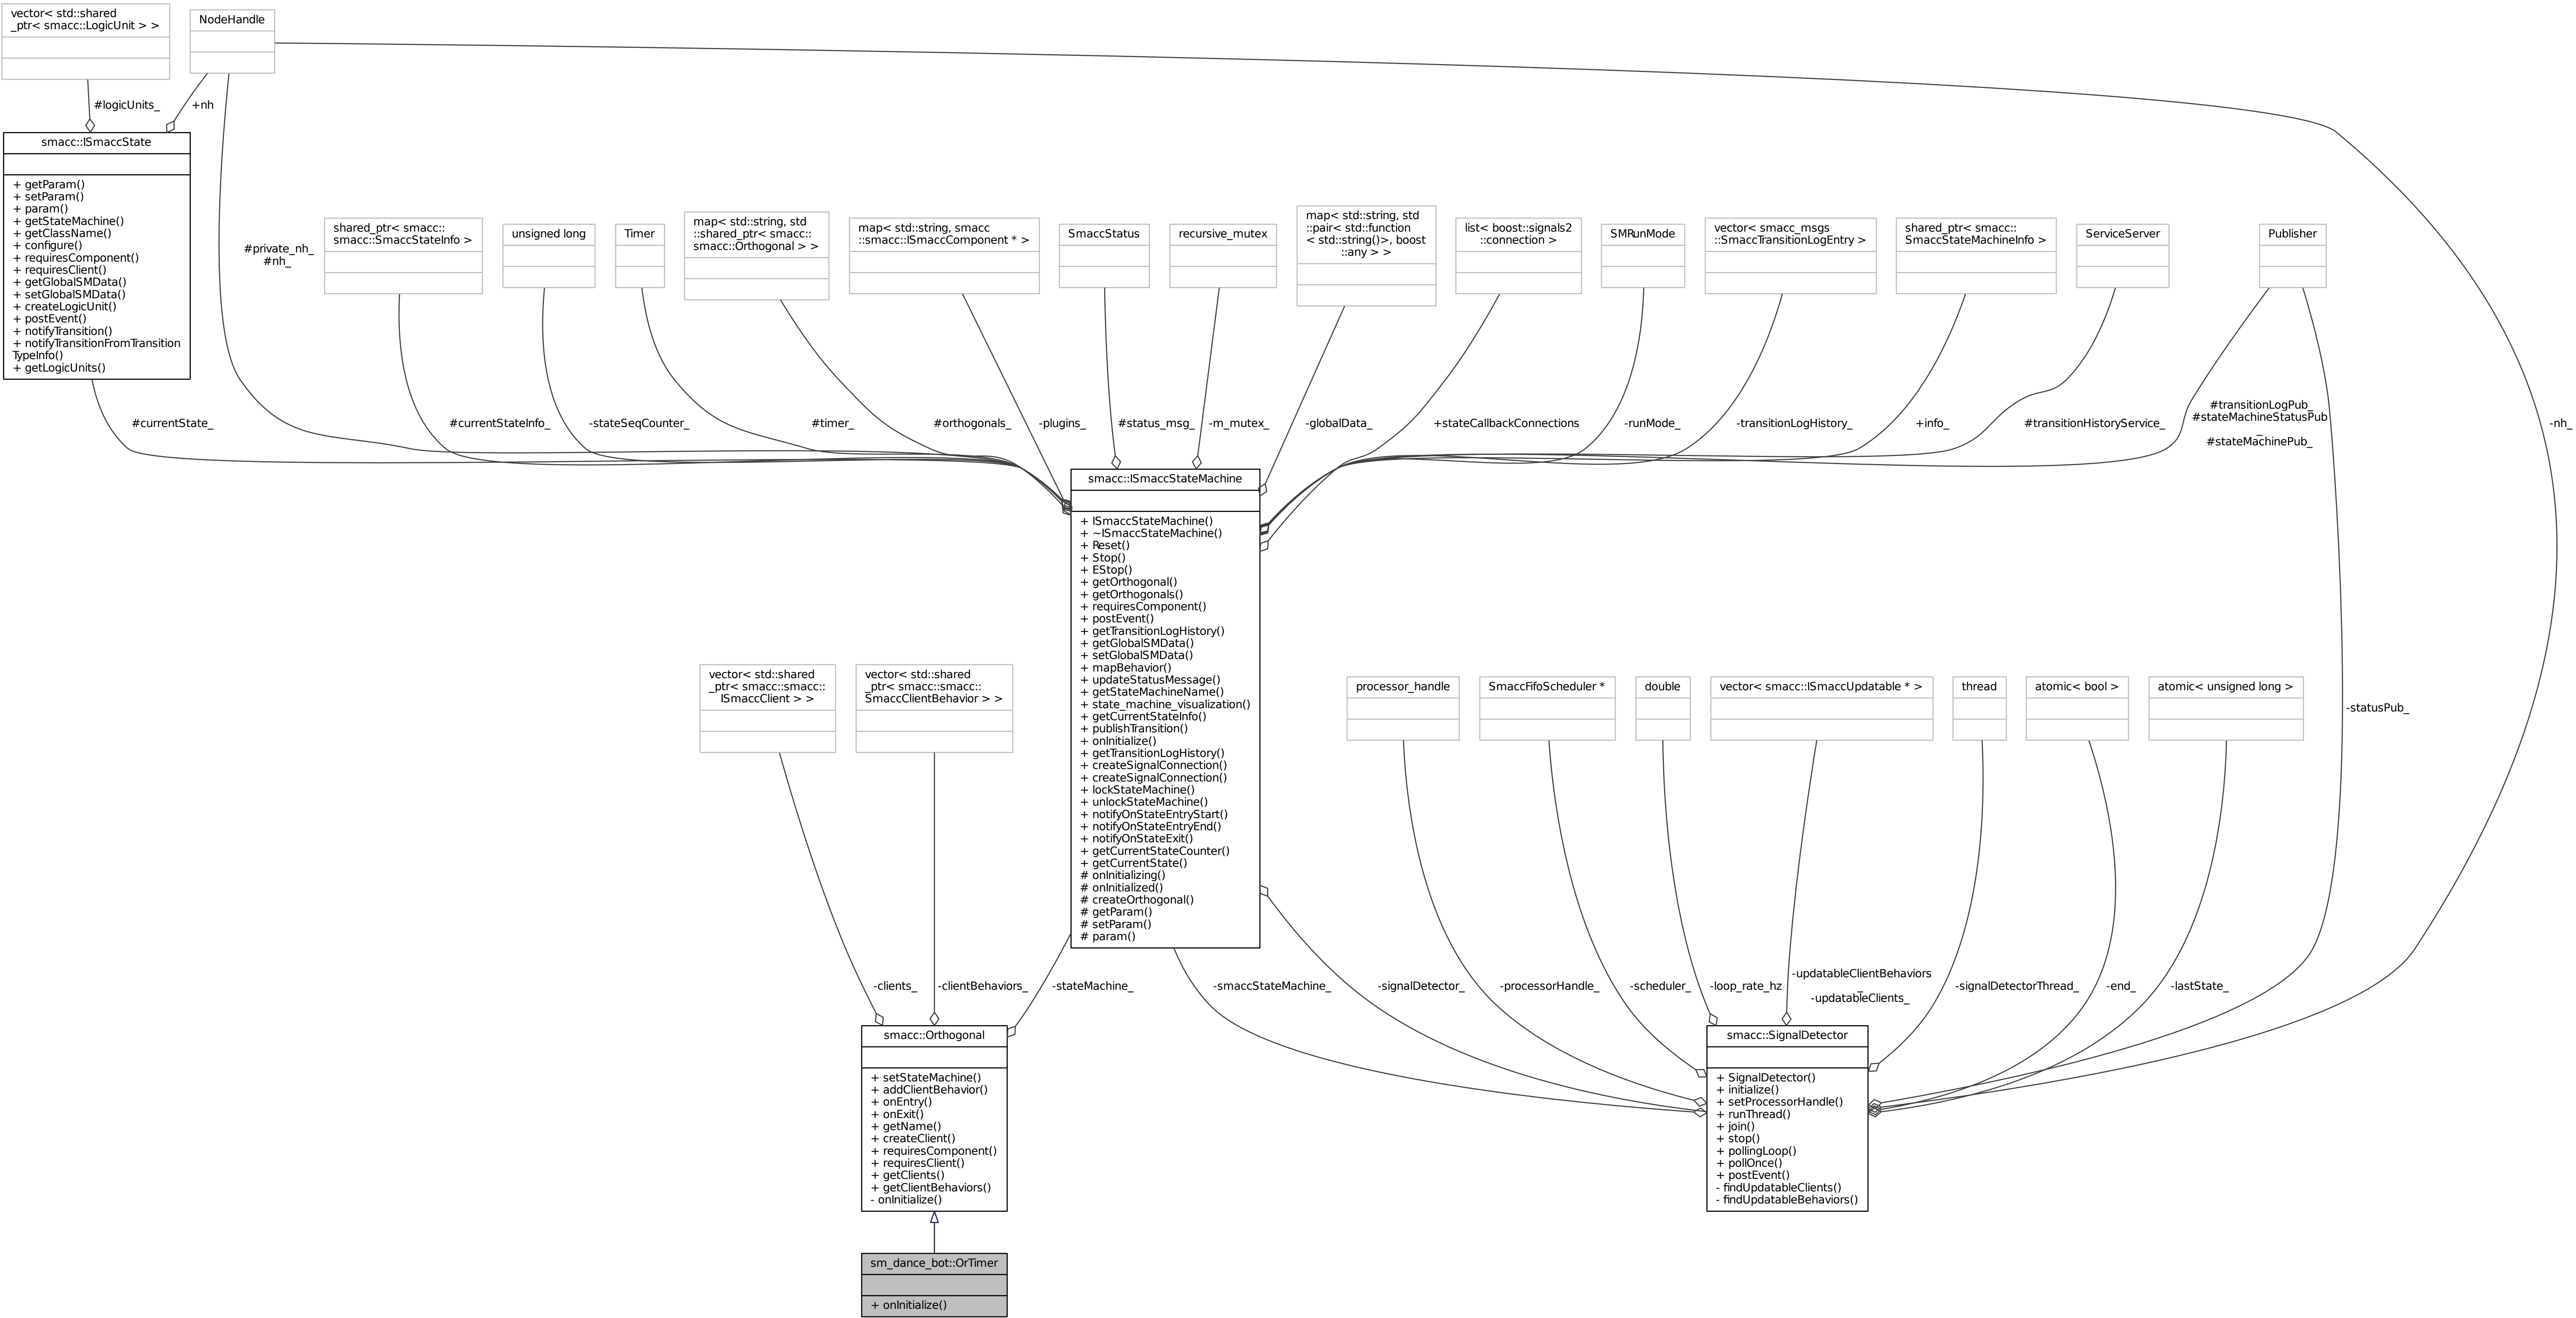 vector< std::shared
_ptr< smacc::LogicUnit > >
NodeHandle
#logicUnits_
+nh
smacc::ISmaccState
+ getParam()
+ setParam()
+ param()
+ getStateMachine()
+ getClassName()
+ configure()
+ requiresComponent()
+ requiresClient()
+ getGlobalSMData()
+ setGlobalSMData()
+ createLogicUnit()
+ postEvent()
+ notifyTransition()
+ notifyTransitionFromTransition
TypeInfo()
+ getLogicUnits()
#private_nh_
#nh_
shared_ptr< smacc::
smacc::SmaccStateInfo >
unsigned long
Timer
map< std::string, std
::shared_ptr< smacc::
smacc::Orthogonal > >
map< std::string, smacc
::smacc::ISmaccComponent * >
SmaccStatus
recursive_mutex
map< std::string, std
::pair< std::function
< std::string()>, boost
::any > >
list< boost::signals2
::connection >
SMRunMode
vector< smacc_msgs
::SmaccTransitionLogEntry >
shared_ptr< smacc::
SmaccStateMachineInfo >
ServiceServer
Publisher
#currentState_
#currentStateInfo_
-stateSeqCounter_
#timer_
#orthogonals_
-plugins_
#status_msg_
-m_mutex_
-globalData_
+stateCallbackConnections
-runMode_
-transitionLogHistory_
+info_
#transitionHistoryService_
#transitionLogPub_
#stateMachineStatusPub
_
#stateMachinePub_
-nh_
smacc::ISmaccStateMachine
+ ISmaccStateMachine()
+ ~ISmaccStateMachine()
+ Reset()
+ Stop()
+ EStop()
+ getOrthogonal()
+ getOrthogonals()
+ requiresComponent()
+ postEvent()
+ getTransitionLogHistory()
+ getGlobalSMData()
+ setGlobalSMData()
+ mapBehavior()
+ updateStatusMessage()
+ getStateMachineName()
+ state_machine_visualization()
+ getCurrentStateInfo()
+ publishTransition()
+ onInitialize()
+ getTransitionLogHistory()
+ createSignalConnection()
+ createSignalConnection()
+ lockStateMachine()
+ unlockStateMachine()
+ notifyOnStateEntryStart()
+ notifyOnStateEntryEnd()
+ notifyOnStateExit()
+ getCurrentStateCounter()
+ getCurrentState()
# onInitializing()
# onInitialized()
# createOrthogonal()
# getParam()
# setParam()
# param()
vector< std::shared
_ptr< smacc::smacc::
ISmaccClient > >
vector< std::shared
_ptr< smacc::smacc::
SmaccClientBehavior > >
processor_handle
SmaccFifoScheduler *
double
vector< smacc::ISmaccUpdatable * >
thread
atomic< bool >
atomic< unsigned long >
-statusPub_
-clients_
-clientBehaviors_
-stateMachine_
-smaccStateMachine_
-signalDetector_
-processorHandle_
-scheduler_
-loop_rate_hz
-updatableClientBehaviors
_
-updatableClients_
-signalDetectorThread_
-end_
-lastState_
smacc::Orthogonal
+ setStateMachine()
+ addClientBehavior()
+ onEntry()
+ onExit()
+ getName()
+ createClient()
+ requiresComponent()
+ requiresClient()
+ getClients()
+ getClientBehaviors()
- onInitialize()
smacc::SignalDetector
+ SignalDetector()
+ initialize()
+ setProcessorHandle()
+ runThread()
+ join()
+ stop()
+ pollingLoop()
+ pollOnce()
+ postEvent()
- findUpdatableClients()
- findUpdatableBehaviors()
sm_dance_bot::OrTimer
+ onInitialize()